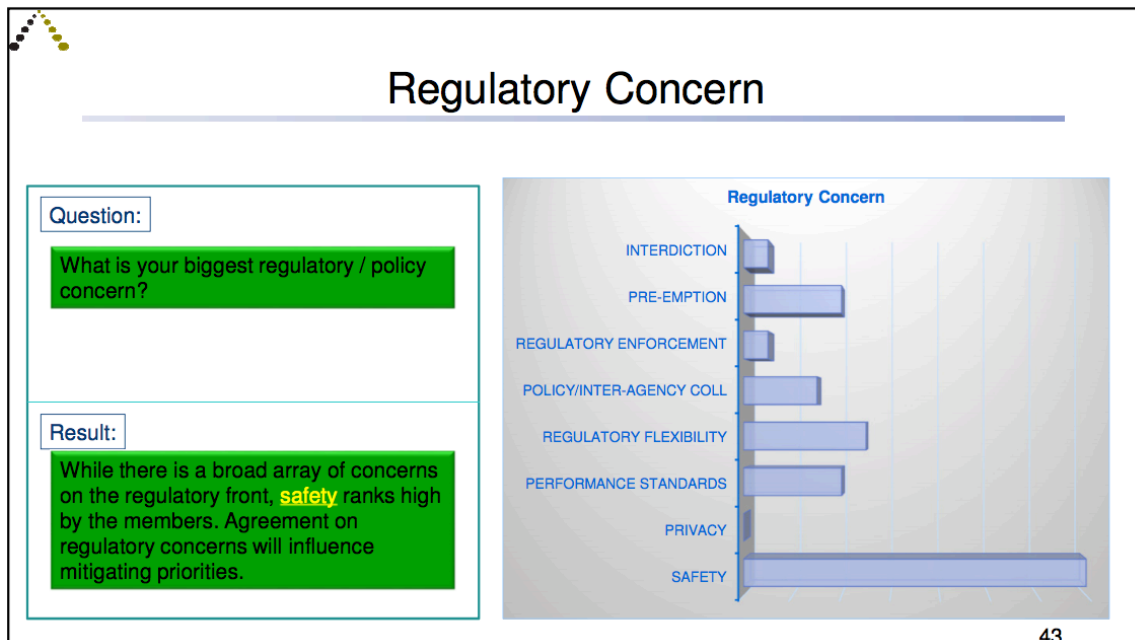 Regulatory Concern
Question:
What is your biggest regulatory / policy
concern?
Result:
While there is a broad array of concerns
on the regulatory front, safety ranks high
by the members. Agreement on
regulatory concerns will influence
mitigating priorities.
Regulatory Concern
INTERDICTION
PRE-EMPTION
REGULATORY ENFORCEMENT
POLICY/INTER-AGENCY COLL
REGULATORY FLEXIBILITY
PERFORMANCE STANDARDS
PRIVACY
SAFETY
43